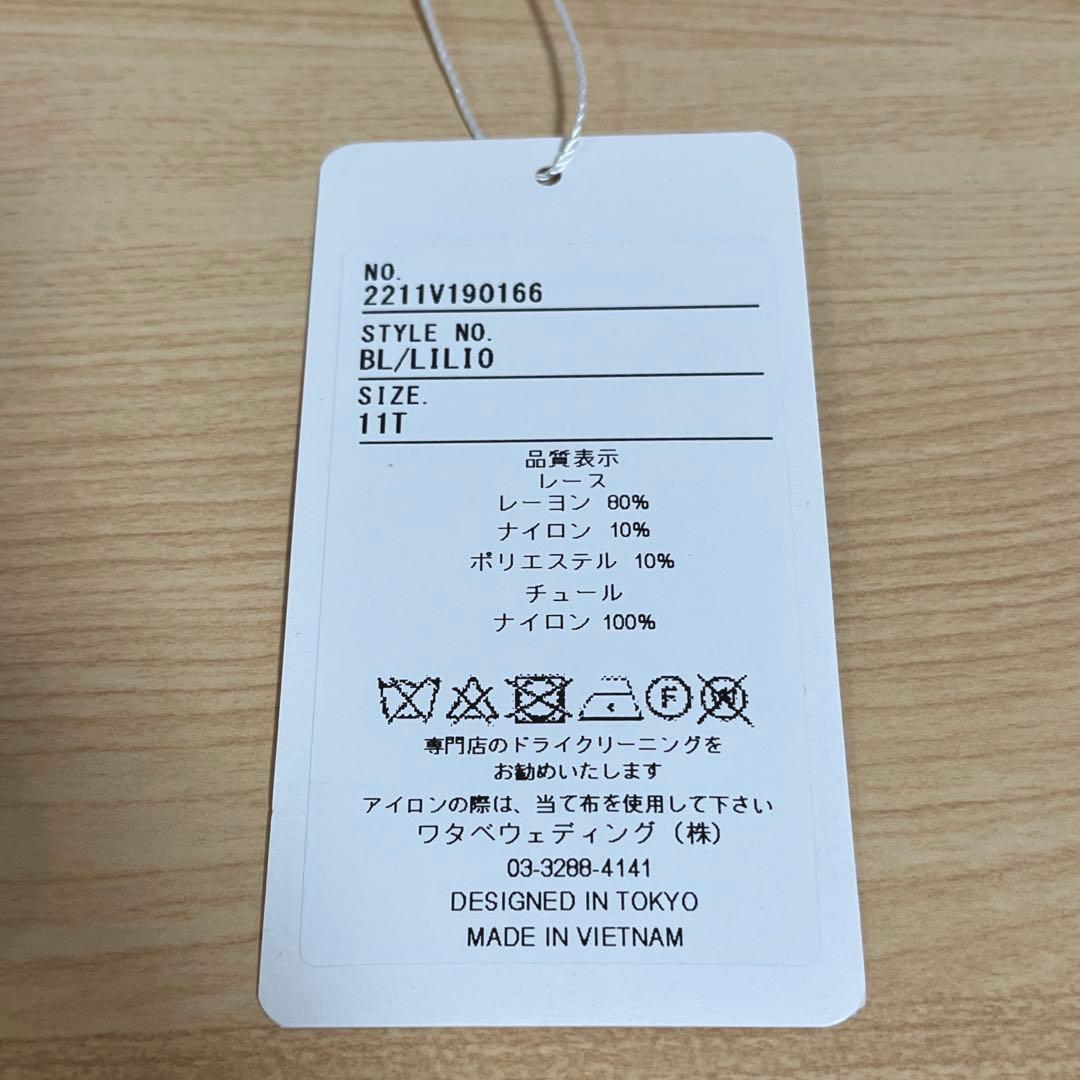 NO.
2211V190166
STYLE NO.
BL/LILIO
SIZE.
11T
品質表示
レース
レーヨン 80%
ナイロン 10%
ポリエステル 10%
チュール
ナイロン 100%
F W
専門店のドライクリーニングを
お勧めいたします
アイロンの際は、当て布を使用して下さい
ワタベウェディング（株）
03-3288-4141
DESIGNED IN TOKYO
MADE IN VIETNAM